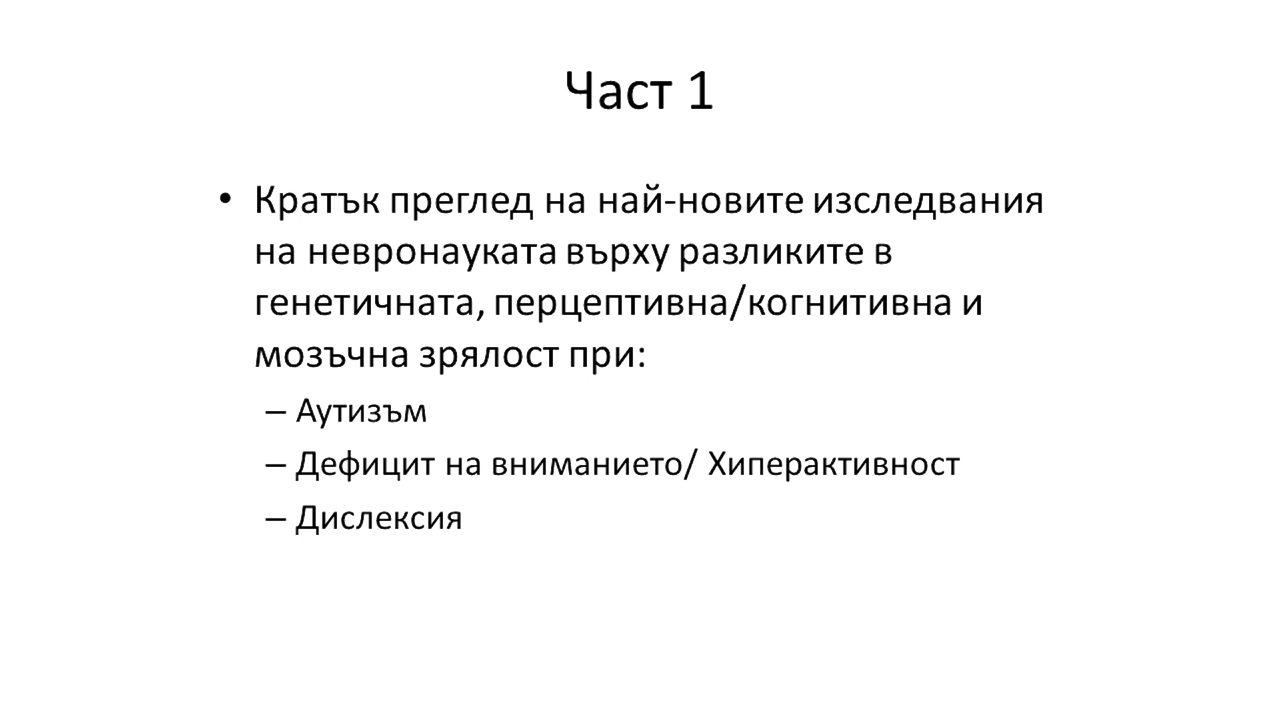 Част 1
• Кратък преглед на най-новите изследвания
на невронауката върху разликите в
генетичната, перцептивна/когнитивна и
мозъчна зрялост при:
– Аутизъм
– Дефицит на вниманието/ Хиперактивност
– Дислексия